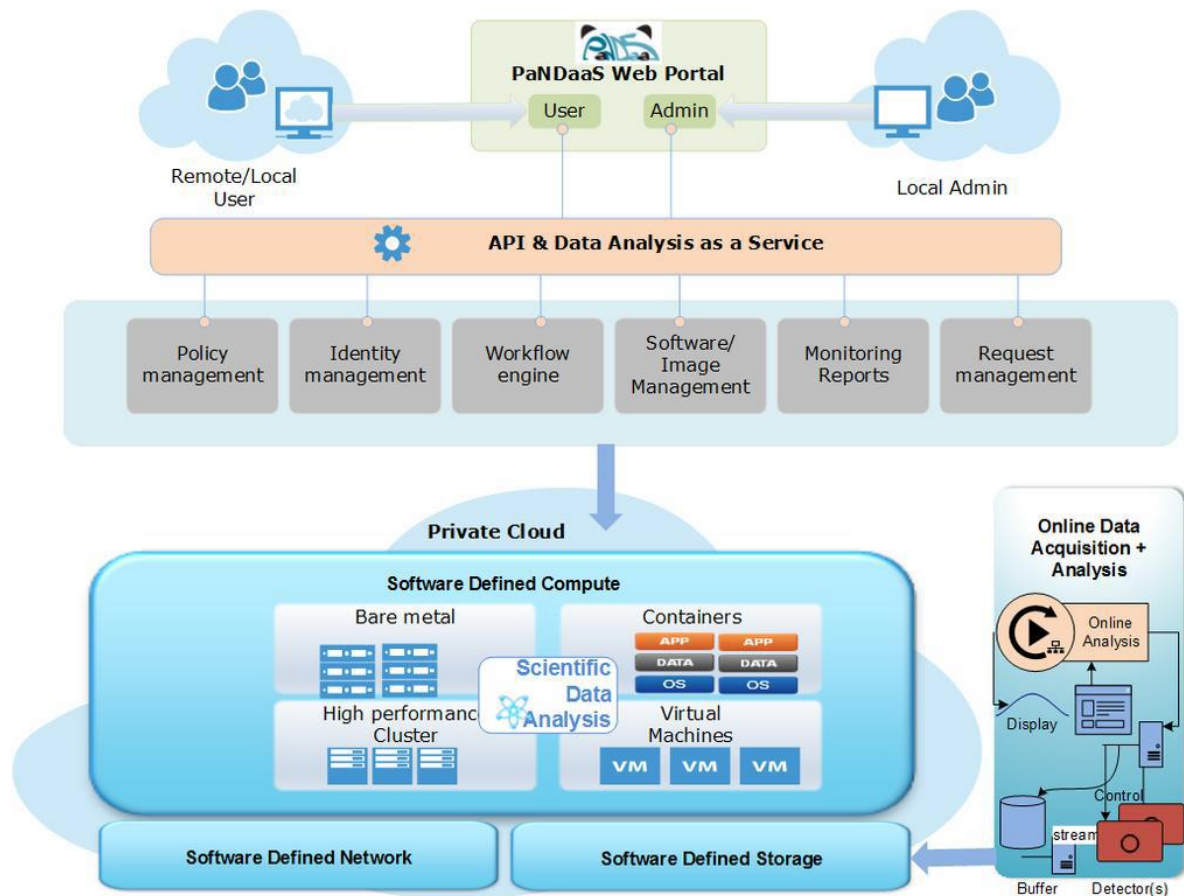 PaNDaaS
PaNDaaS Web Portal
User
Admin
Remote/Local
User
Local Admin
API & Data Analysis as a Service
Policy
management
Identity
management
Workflow
engine
Software/
Image
Management
Monitoring
Reports
Request
management
Private Cloud
Software Defined Compute
Bare metal
Containers
APP
APP
DATA
DATA
OS
OS
Scientific
Data
Analysis
High performanc
Cluster
Virtual
Machines
VM
VM
VM
Software Defined Network
Software Defined Storage
Online Data
Acquisition +
Analysis
Online
Analysis
Display
Control
stream
Buffer
Detector(s)